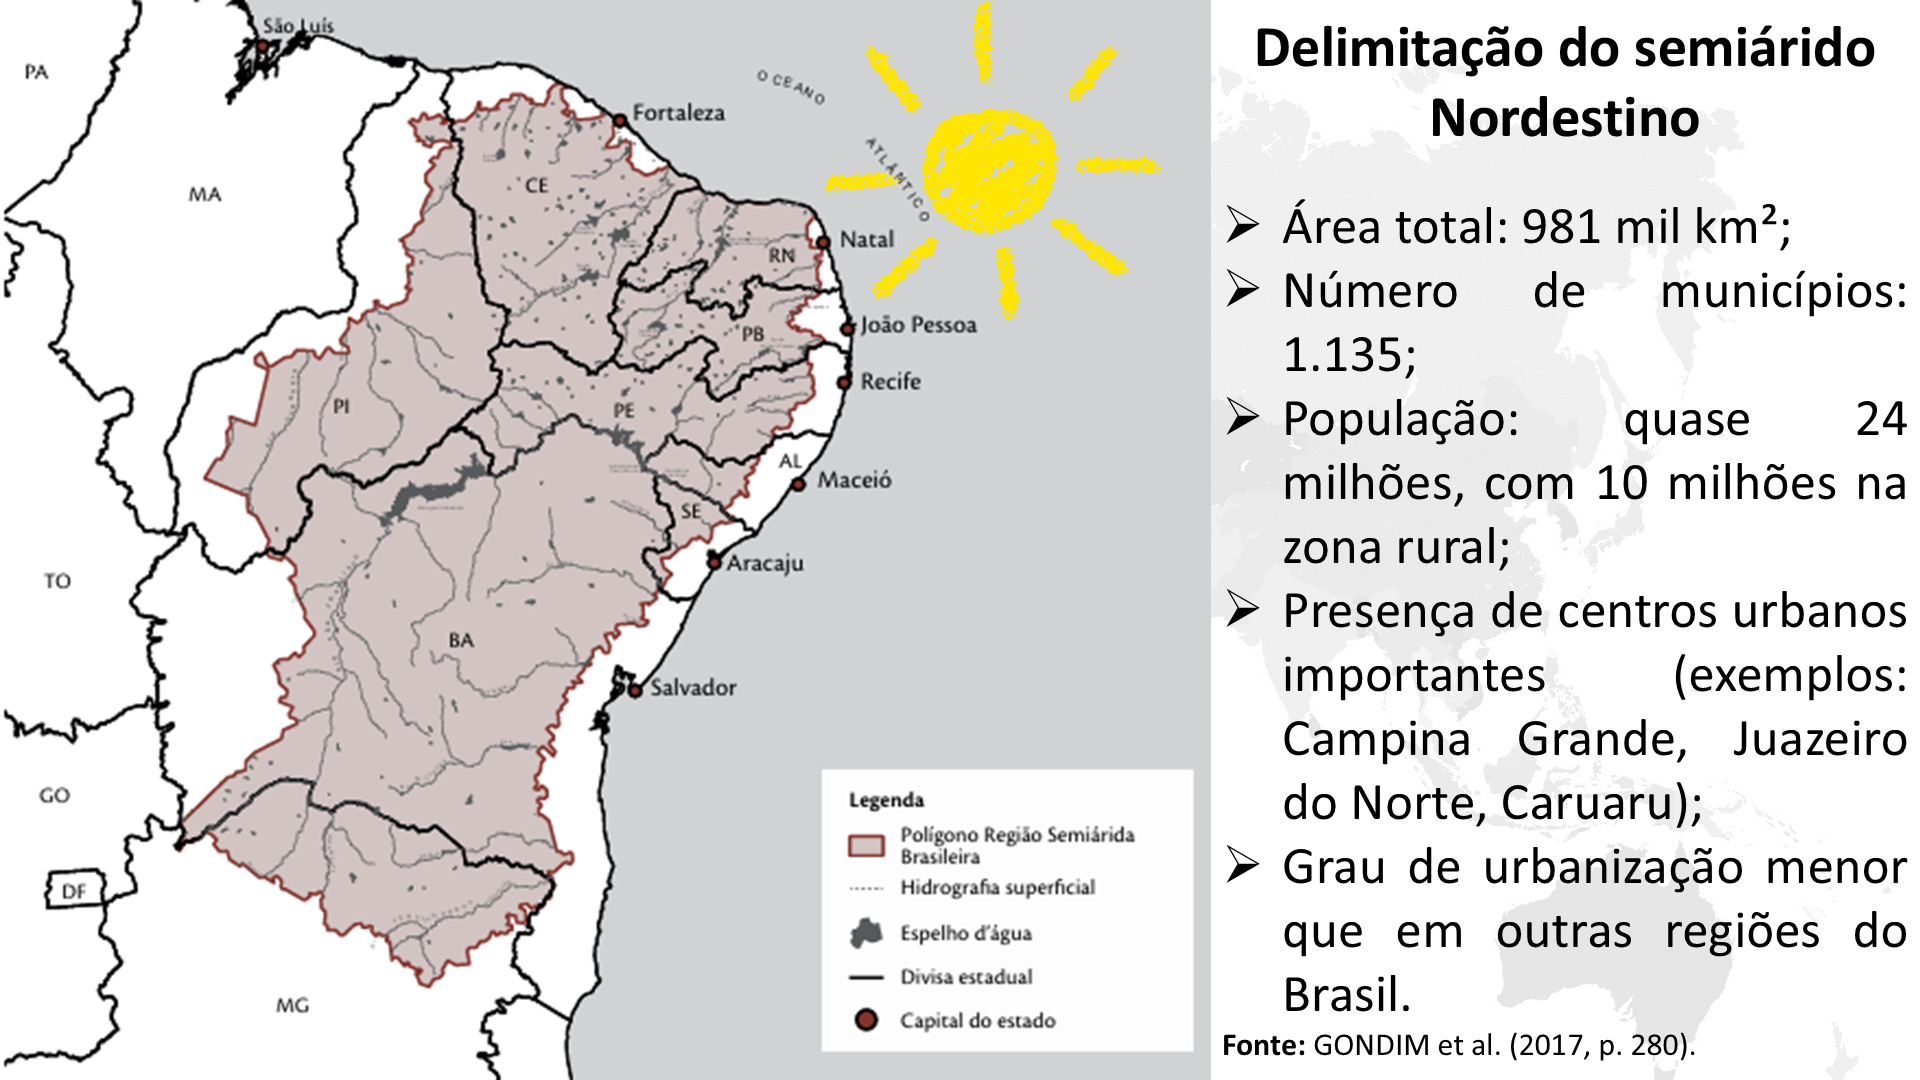 São Luís
PA
OCEANO
ATLÂNTICO
Fortaleza
MA
CE
Natal
RN
João Pessoa
PB
Recife
PI
PE
AL
Maceió
SE
Aracaju
TO
BA
Salvador
GO
DF
MG
Legenda
Polígono Região Semiárida
Brasileira
Hidrografia superficial
Espelho d'água
Divisa estadual
Capital do estado
Delimitação do semiárido
Nordestino
➢ Área total: 981 mil km²;
➢ Número de municípios:
1.135;
➢ População: quase 24
milhões, com 10 milhões na
zona rural;
➢ Presença de centros urbanos
importantes (exemplos:
Campina Grande, Juazeiro
do Norte, Caruaru);
➢ Grau de urbanização menor
que em outras regiões do
Brasil.
Fonte: GONDIM et al. (2017, p. 280).